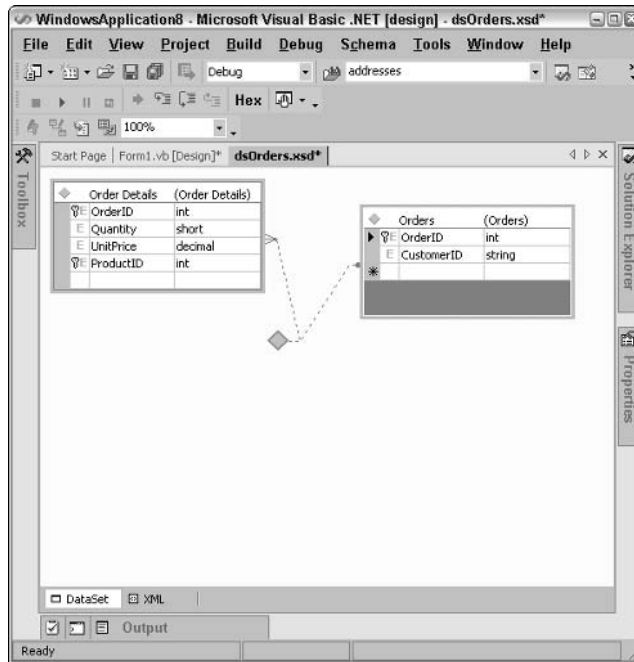 WindowsApplication8 - Microsoft Visual Basic .NET [design] - dsOrders.xsd*
File Edit View Project Build Debug Schema Tools Window Help
Debug addresses
Hex
100%
Start Page Form1.vb [Design]* dsOrders.xsd*
Toolbox
Order Details (Order Details)
E OrderID int
E Quantity short
E UnitPrice decimal
E ProductID int
Orders (Orders)
E OrderID int
E CustomerID string
Solution Explorer
Properties
DataSet XML
Output
Ready